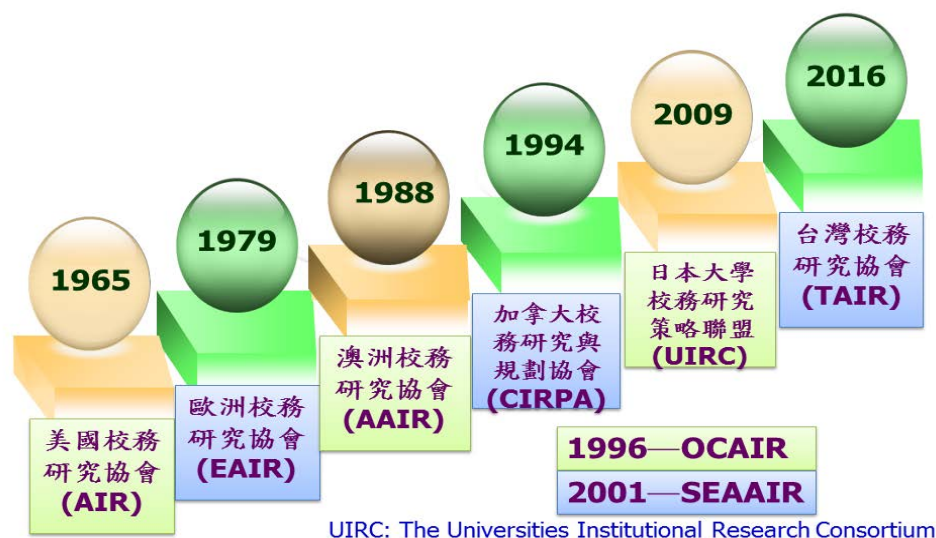 1965
美國校務
研究協會
(AIR)
1979
歐洲校務
研究協會
(EAIR)
1988
澳洲校務
研究協會
(AAIR)
1994
加拿大校
務研究與
規劃協會
(CIRPA)
2009
日本大學
校務研究
策略聯盟
(UIRC)
2016
台灣校務
研究協會
(TAIR)
1996—OCAIR
2001—SEAAIR
UIRC: The Universities Institutional Research Consortium